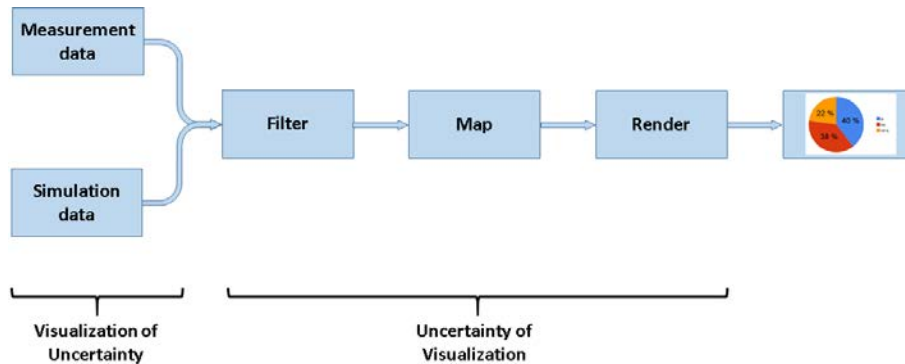 Measurement
data
Simulation
data
Filter
Map
Render
22 %
40 %
38 %
Visualization of
Uncertainty
Uncertainty of
Visualization